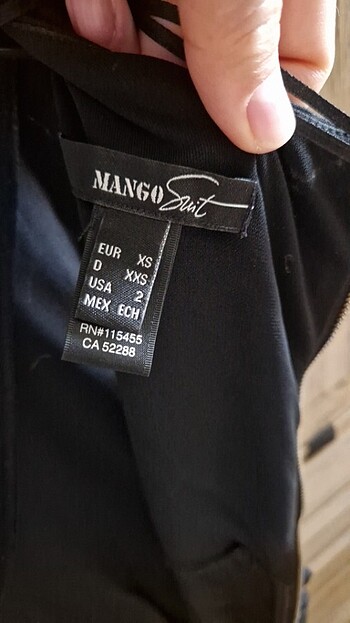 MANGO Suit
EUR XS
D XXS
USA 2
MEX ECH
RN#115455
CA 52288